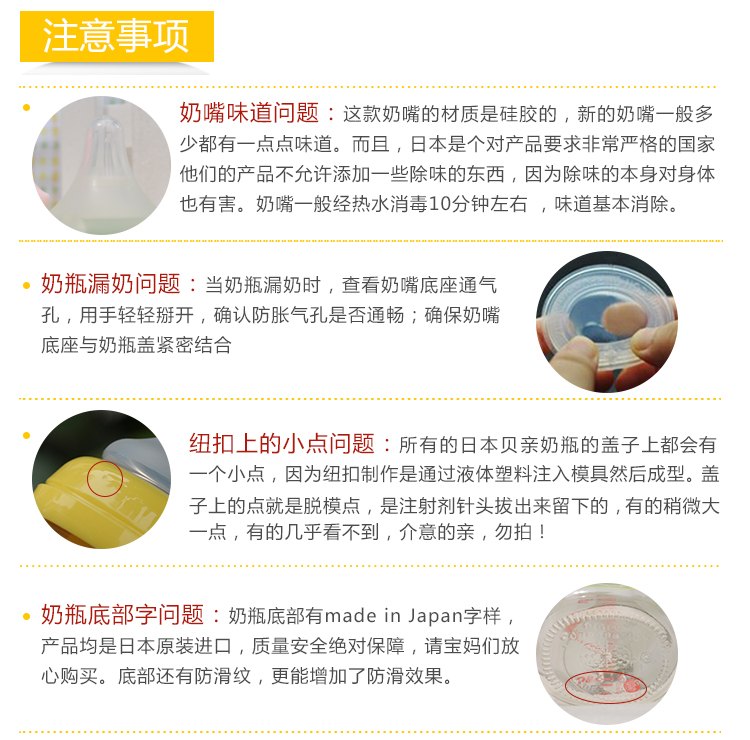 注意事项
奶嘴味道问题：这款奶嘴的材质是硅胶的，新的奶嘴一般多
少都有一点点味道。而且，日本是个对产品要求非常严格的国家
他们的产品不允许添加一些除味的东西，因为除味的本身对身体
也有害。奶嘴一般经热水消毒10分钟左右 ，味道基本消除。
奶瓶漏奶问题：当奶瓶漏奶时，查看奶嘴底座通气
孔，用手轻轻掰开，确认防胀气孔是否通畅；确保奶嘴
底座与奶瓶盖紧密结合
纽扣上的小点问题：所有的日本贝亲奶瓶的盖子上都会有
一个小点，因为纽扣制作是通过液体塑料注入模具然后成型。盖
子上的点就是脱模点，是注射剂针头拔出来留下的，有的稍微大
一点，有的几乎看不到，介意的亲，勿拍！
奶瓶底部字问题：奶瓶底部有made in Japan字样，
产品均是日本原装进口，质量安全绝对保障，请宝妈们放
心购买。底部还有防滑纹，更能增加了防滑效果。